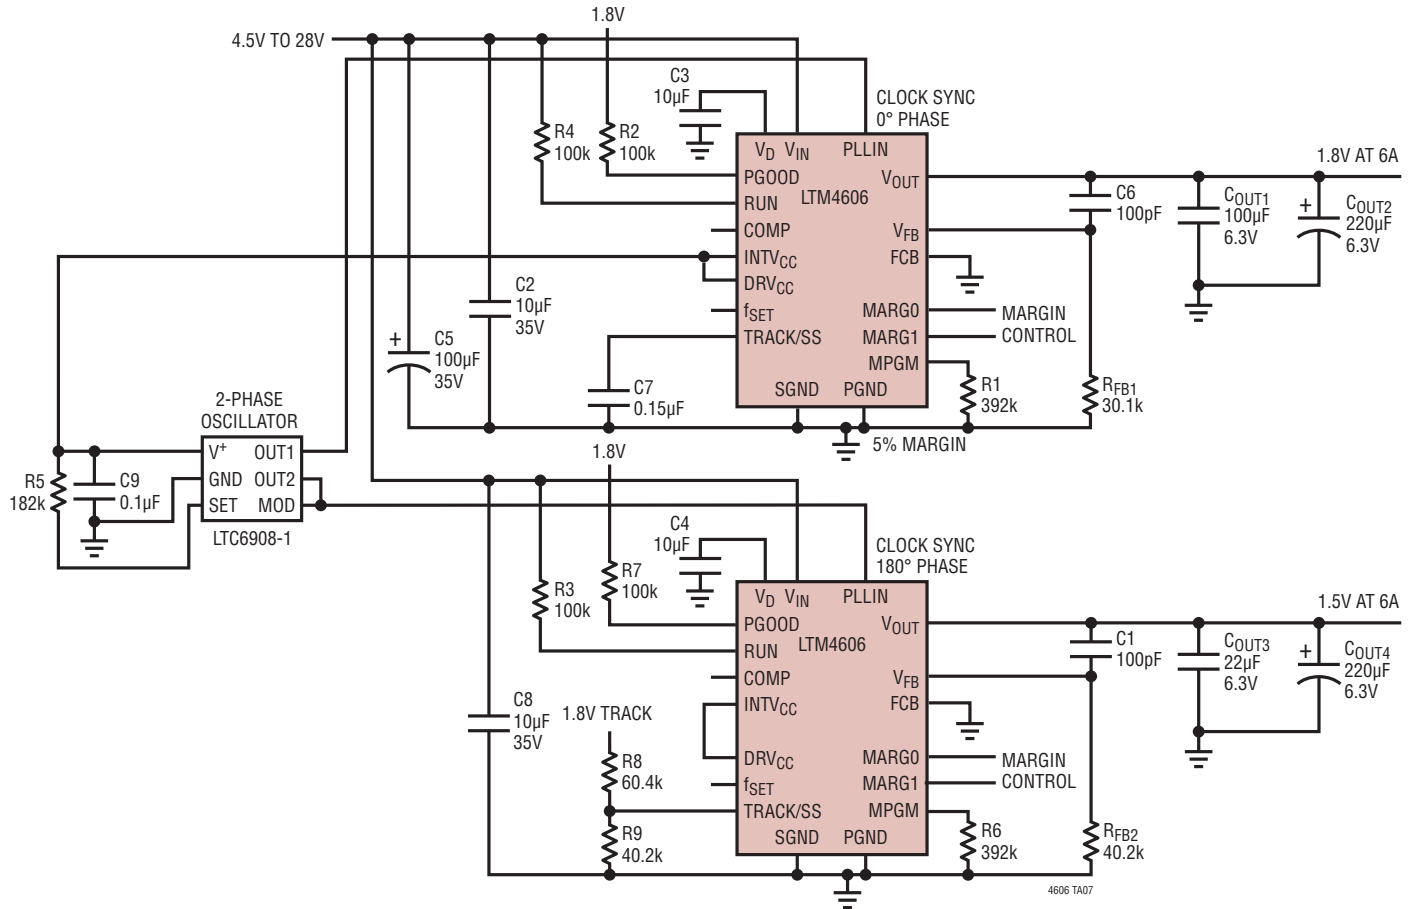 4.5V TO 28V
1.8V
C3
10µF
CLOCK SYNC
0° PHASE
R4
100k
R2
100k
VD VIN PLLIN
PGOOD
VOUT
LTM4606
RUN
COMP
VFB
INTVCC
FCB
DRVCC
fSET
MARG0
TRACK/SS
MARG1
MPGM
SGND PGND
MARGIN
CONTROL
1.8V AT 6A
C6
100pF
COUT1
100µF
6.3V
+
COUT2
220µF
6.3V
C2
10µF
35V
+
C5
100µF
35V
C7
0.15µF
R1
392k
RFB1
30.1k
5% MARGIN
2-PHASE
OSCILLATOR
V+ OUT1
GND OUT2
SET MOD
LTC6908-1
R5
182k
C9
0.1µF
1.8V
C4
10µF
CLOCK SYNC
180° PHASE
R3
100k
R7
100k
VD VIN PLLIN
PGOOD
VOUT
LTM4606
RUN
COMP
VFB
INTVCC
FCB
DRVCC
MARG0
fSET
MARG1
TRACK/SS
MPGM
SGND PGND
MARGIN
CONTROL
1.5V AT 6A
C1
100pF
COUT3
22µF
6.3V
+
COUT4
220µF
6.3V
C8
10µF
35V
1.8V TRACK
R8
60.4k
R9
40.2k
R6
392k
RFB2
40.2k
4606 TA07